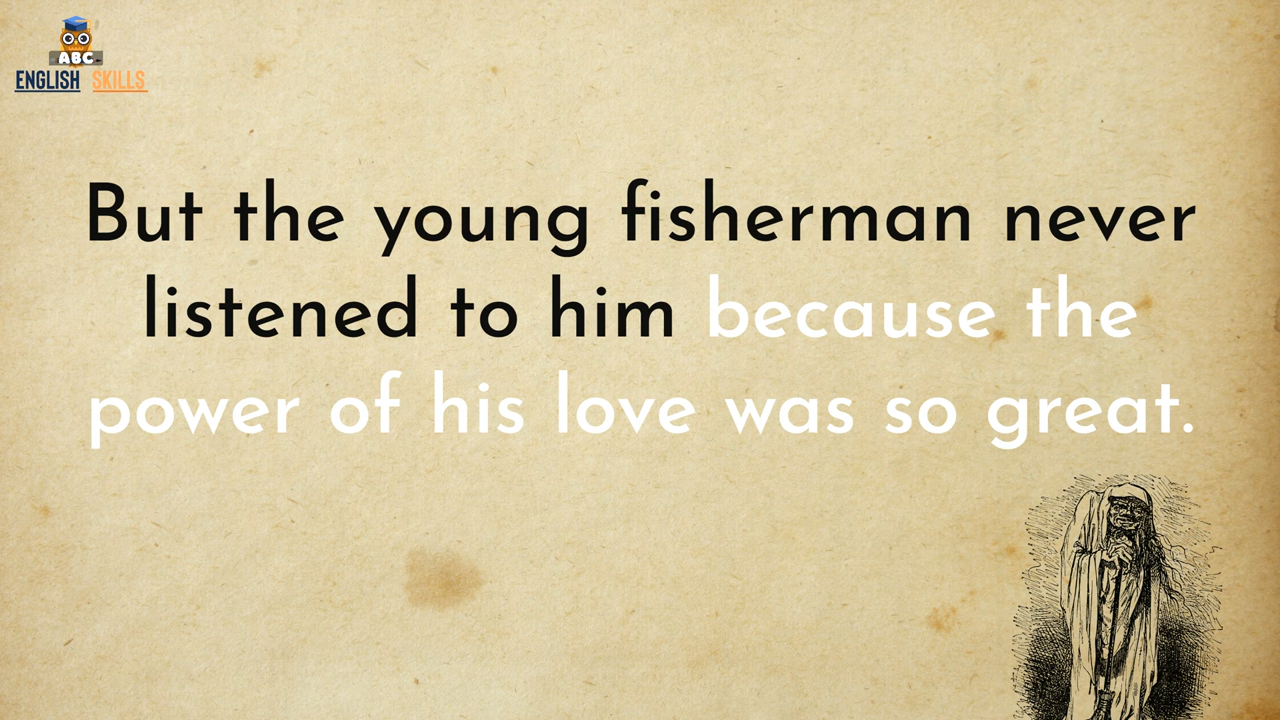 ABC
ENGLISH SKILLS
But the young fisherman never
listened to him because the
power of his love was so great.